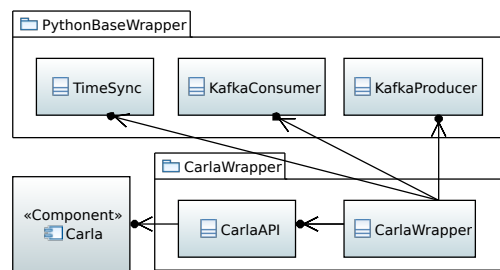 PythonBaseWrapper
TimeSync
KafkaConsumer
KafkaProducer
CarlaWrapper
«Component»
Carla
CarlaAPI
CarlaWrapper